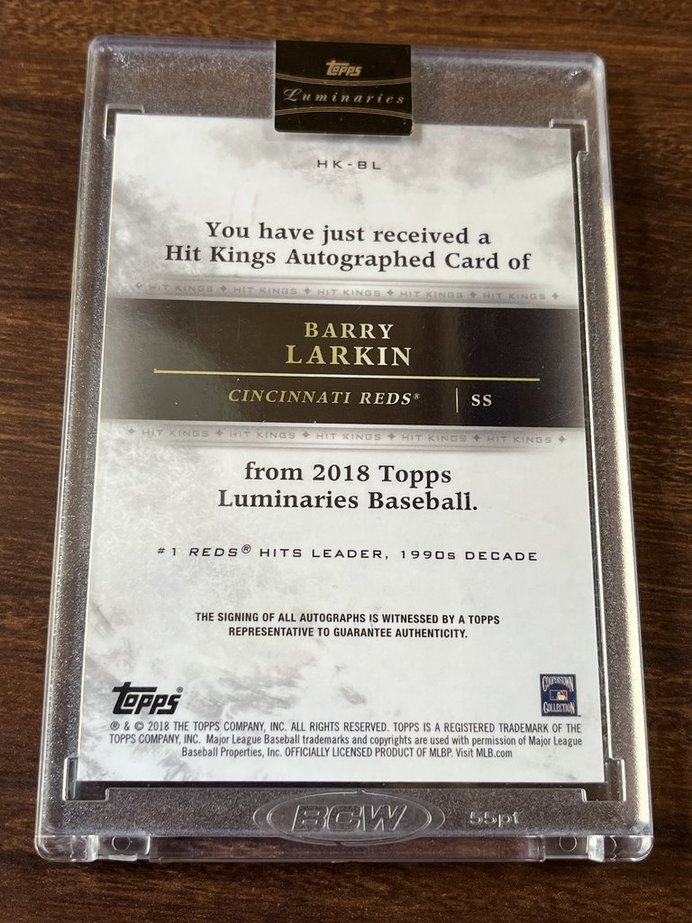 Topps
Luminaries
HK-BL
You have just received a
Hit Kings Autographed Card of
HIT KINGS ✦ HIT KINGS ✦ HIT KINGS ✦ HIT KINGS ✦ HIT KINGS
BARRY
LARKIN
CINCINNATI REDS® | SS
HIT KINGS ✦ HIT KINGS ✦ HIT KINGS ✦ HIT KINGS ✦ HIT KINGS
from 2018 Topps
Luminaries Baseball.
#1 REDS® HITS LEADER, 1990s DECADE
THE SIGNING OF ALL AUTOGRAPHS IS WITNESSED BY A TOPPS
REPRESENTATIVE TO GUARANTEE AUTHENTICITY.
COOPERSTOWN
COLLECTION
Topps®
® & © 2018 THE TOPPS COMPANY, INC. ALL RIGHTS RESERVED. TOPPS IS A REGISTERED TRADEMARK OF THE
TOPPS COMPANY, INC. Major League Baseball trademarks and copyrights are used with permission of Major League
Baseball Properties, Inc. OFFICIALLY LICENSED PRODUCT OF MLBP. Visit MLB.com
BCW
55pt